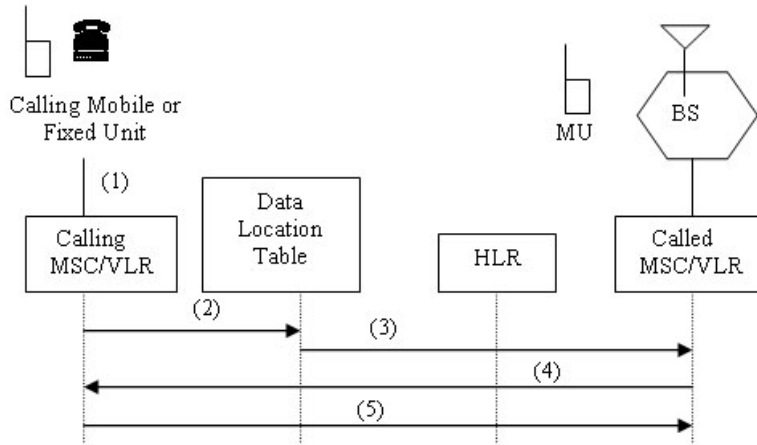 Calling Mobile or
Fixed Unit
MU
BS
(1)
Calling
MSC/VLR
Data
Location
Table
HLR
Called
MSC/VLR
(2)
(3)
(4)
(5)